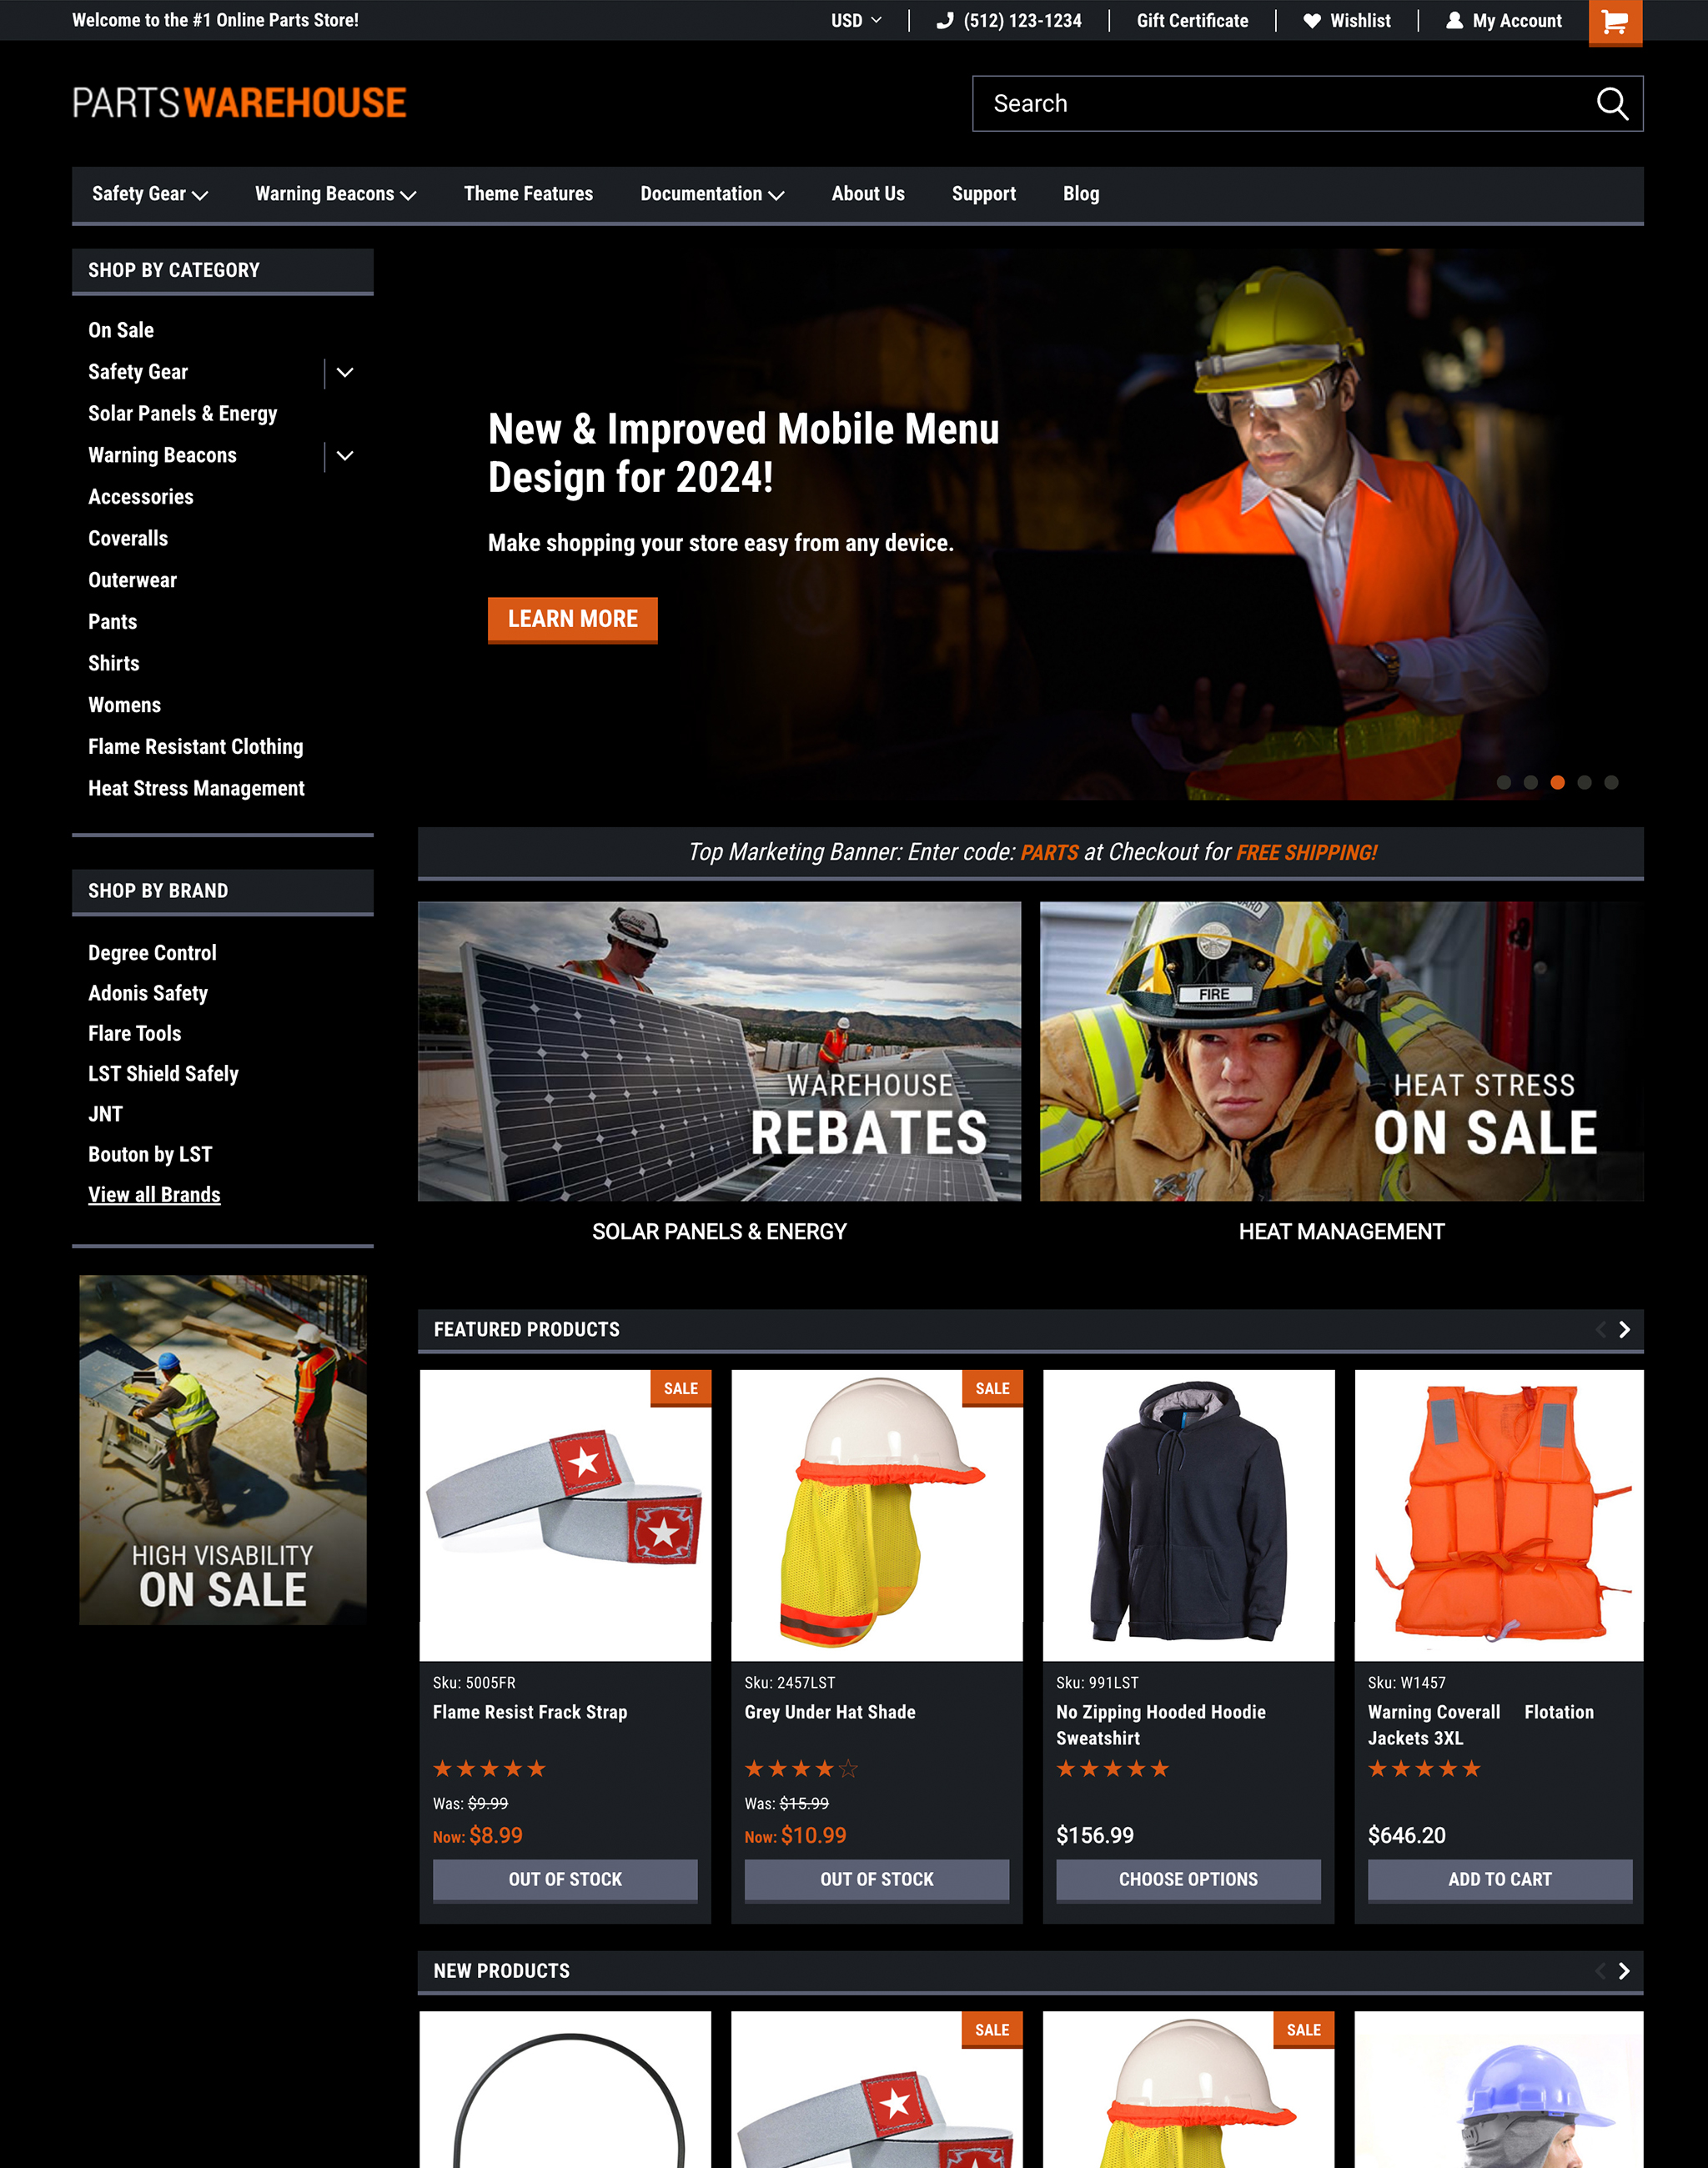 Welcome to the #1 Online Parts Store!
USD
(512) 123-1234
Gift Certificate
Wishlist
My Account
PARTSWAREHOUSE
Search
Safety Gear
Warning Beacons
Theme Features
Documentation
About Us
Support
Blog
SHOP BY CATEGORY
On Sale
Safety Gear
Solar Panels & Energy
Warning Beacons
Accessories
Coveralls
Outerwear
Pants
Shirts
Womens
Flame Resistant Clothing
Heat Stress Management
SHOP BY BRAND
Degree Control
Adonis Safety
Flare Tools
LST Shield Safely
JNT
Bouton by LST
View all Brands
HIGH VISABILITY
ON SALE
New & Improved Mobile Menu
Design for 2024!
Make shopping your store easy from any device.
LEARN MORE
Top Marketing Banner: Enter code: PARTS at Checkout for FREE SHIPPING!
WAREHOUSE
REBATES
SOLAR PANELS & ENERGY
FIRE
HEAT STRESS
ON SALE
HEAT MANAGEMENT
FEATURED PRODUCTS
SALE
Sku: 5005FR
Flame Resist Frack Strap
Was: $9.99
Now: $8.99
OUT OF STOCK
SALE
Sku: 2457LST
Grey Under Hat Shade
Was: $15.99
Now: $10.99
OUT OF STOCK
Sku: 991LST
No Zipping Hooded Hoodie
Sweatshirt
$156.99
CHOOSE OPTIONS
Sku: W1457
Warning Coverall Flotation
Jackets 3XL
$646.20
ADD TO CART
NEW PRODUCTS
SALE
SALE